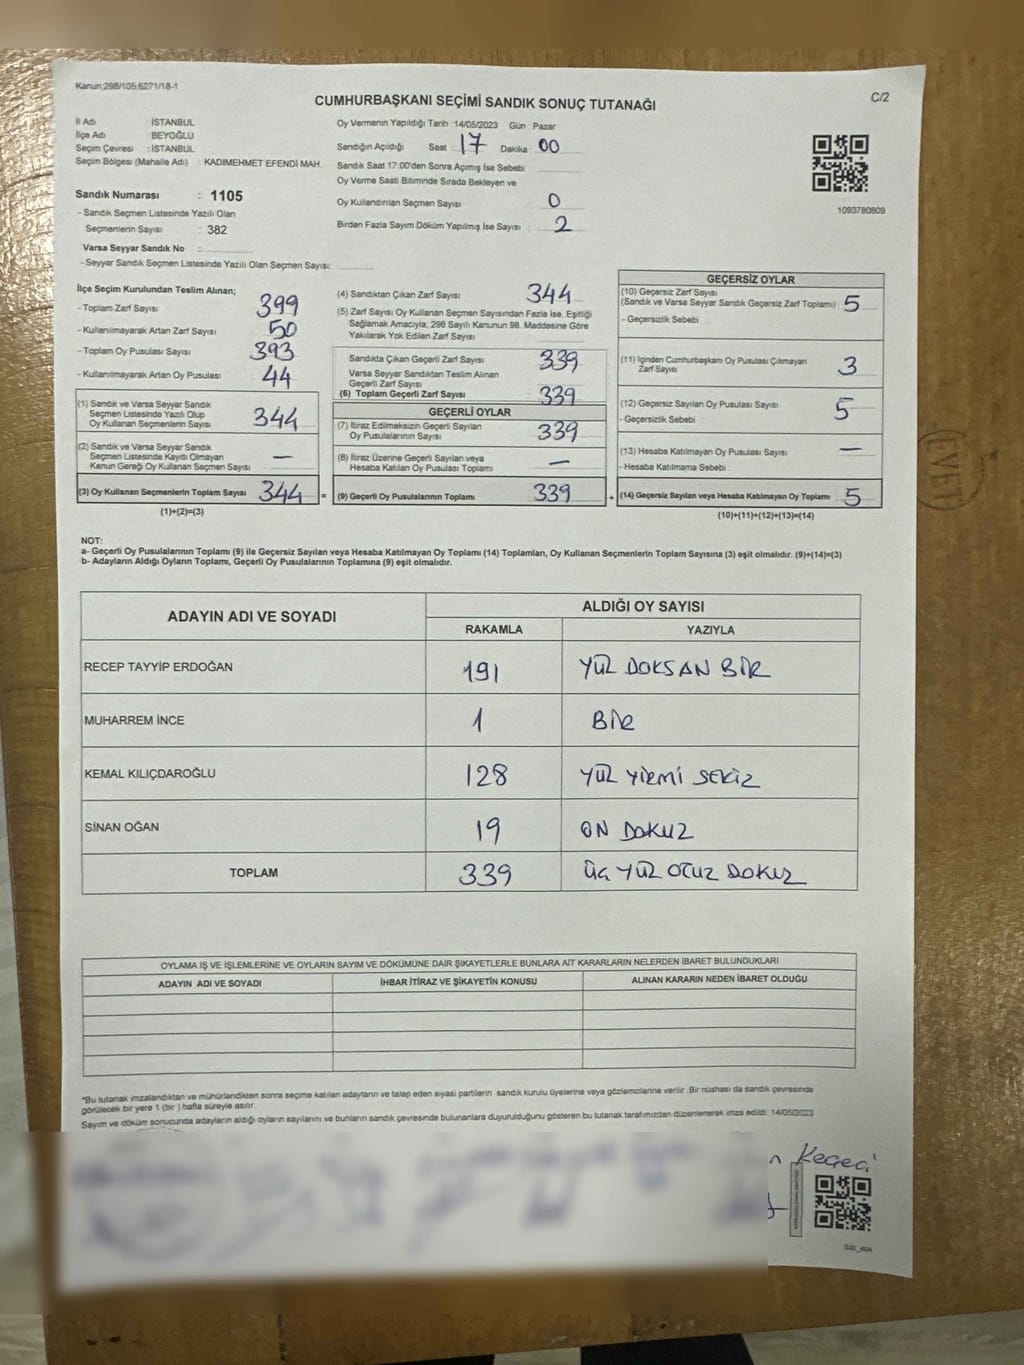 Kanun:298/105.6271/18-1
C/2
CUMHURBAŞKANI SEÇİMİ SANDIK SONUÇ TUTANAĞI
İl Adı İSTANBUL
İlçe Adı : BEYOĞLU
Seçim Çevresi : İSTANBUL
Seçim Bölgesi (Mahalle Adı) : KADIMEHMET EFENDİ MAH.
Sandık Numarası : 1105
- Sandık Seçmen Listesinde Yazılı Olan
Seçmenlerin Sayısı : 382
Varsa Seyyar Sandık No :
- Seyyar Sandık Seçmen Listesinde Yazılı Olan Seçmen Sayısı:
Oy Vermenin Yapıldığı Tarih : 14/05/2023 Gün : Pazar
Sandığın Açıldığı Saat 17 Dakika 00
Sandık Saat 17:00'den Sonra Açımış İse Sebebi
Oy Verme Saati Bitiminde Sırada Bekleyen ve
Oy Kullandırılan Seçmen Sayısı 0
Birden Fazla Sayım Döküm Yapılmış İse Sayısı 2
1093780809
İlçe Seçim Kurulundan Teslim Alınan;
- Toplam Zarf Sayısı 399
- Kullanılmayarak Artan Zarf Sayısı 50
- Toplam Oy Pusulası Sayısı 393
- Kullanılmayarak Artan Oy Pusulası 44
(1) Sandık ve Varsa Seyyar Sandık
Seçmen Listesinde Yazılı Olup
Oy Kullanan Seçmenlerin Sayısı 344
(2) Sandık ve Varsa Seyyar Sandık
Seçmen Listesinde Kayıtlı Olmayan
Kanun Gereği Oy Kullanan Seçmen Sayısı —
(3) Oy Kullanan Seçmenlerin Toplam Sayısı 344 =
(1)+(2)=(3)
(4) Sandıktan Çıkan Zarf Sayısı 344
(5) Zarf Sayısı Oy Kullanan Seçmen Sayısından Fazla İse, Eşitliği
Sağlamak Amacıyla, 298 Sayılı Kanunun 98. Maddesine Göre
Yakılarak Yok Edilen Zarf Sayısı
Sandıkta Çıkan Geçerli Zarf Sayısı 339
Varsa Seyyar Sandıktan Teslim Alınan
Geçerli Zarf Sayısı
(6) Toplam Geçerli Zarf Sayısı 339
GEÇERLİ OYLAR
(7) İtiraz Edilmeksizin Geçerli Sayılan
Oy Pusulalarının Sayısı 339
(8) İtiraz Üzerine Geçerli Sayılan veya
Hesaba Katılan Oy Pusulası Toplamı —
(9) Geçerli Oy Pusulalarının Toplamı 339 +
GEÇERSİZ OYLAR
(10) Geçersiz Zarf Sayısı
(Sandık ve Varsa Seyyar Sandık Geçersiz Zarf Toplamı) 5
- Geçersizlik Sebebi :
(11) İçinden Cumhurbaşkanı Oy Pusulası Çıkmayan
Zarf Sayısı 3
(12) Geçersiz Sayılan Oy Pusulası Sayısı 5
- Geçersizlik Sebebi
(13) Hesaba Katılmayan Oy Pusulası Sayısı —
- Hesaba Katılmama Sebebi
(14) Geçersiz Sayılan veya Hesaba Katılmayan Oy Toplamı 5
(10)+(11)+(12)+(13)=(14)
NOT:
a- Geçerli Oy Pusulalarının Toplamı (9) ile Geçersiz Sayılan veya Hesaba Katılmayan Oy Toplamı (14) Toplamları, Oy Kullanan Seçmenlerin Toplam Sayısına (3) eşit olmalıdır. (9)+(14)=(3)
b- Adayların Aldığı Oyların Toplamı, Geçerli Oy Pusulalarının Toplamına (9) eşit olmalıdır.
ADAYIN ADI VE SOYADI
ALDIĞI OY SAYISI
RAKAMLA YAZIYLA
RECEP TAYYİP ERDOĞAN 191 YÜZ DOKSAN BİR
MUHARREM İNCE 1 BİR
KEMAL KILIÇDAROĞLU 128 YÜZ YİRMİ SEKİZ
SİNAN OĞAN 19 ON DOKUZ
TOPLAM 339 ÜÇ YÜZ OTUZ DOKUZ
OYLAMA İŞ VE İŞLEMLERİNE VE OYLARIN SAYIM VE DÖKÜMÜNE DAİR ŞİKAYETLERLE BUNLARA AİT KARARLARIN NELERDEN İBARET BULUNDUKLARI
ADAYIN ADI VE SOYADI İHBAR İTİRAZ VE ŞİKAYETİN KONUSU ALINAN KARARIN NEDEN İBARET OLDUĞU
*Bu tutanak imzalandıktan ve mühürlendikten sonra seçime katılan adayların ve talep eden siyasi partilerin sandık kurulu üyelerine veya gözlemcilerine verilir. Bir nüshası da sandık çevresinde
görülecek bir yere 1 (bir ) hafta süreyle asılır.
Sayım ve döküm sonucunda adayların aldığı oyların sayılarını ve bunların sandık çevresinde bulunanlara duyurulduğunu gösteren bu tutanak tarafımızdan düzenlenerek imza edildi. 14/05/2023
Keçeci